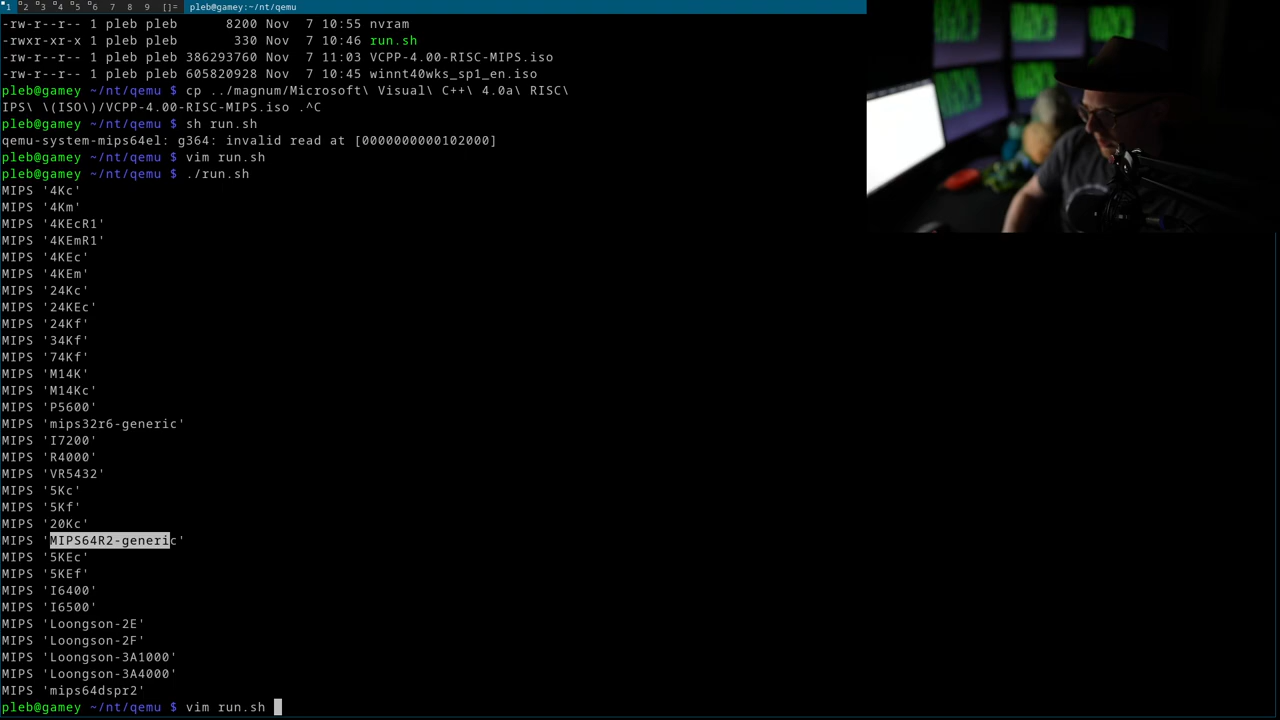 1 2 3 4 5 6 7 8 9 []= pleb@gamey:~/nt/qemu
-rw-r--r-- 1 pleb pleb 8200 Nov 7 10:55 nvram
-rwxr-xr-x 1 pleb pleb 330 Nov 7 10:46 run.sh
-rw-r--r-- 1 pleb pleb 386293760 Nov 7 11:03 VCPP-4.00-RISC-MIPS.iso
-rw-r--r-- 1 pleb pleb 605820928 Nov 7 10:45 winnt40wks_sp1_en.iso
pleb@gamey ~/nt/qemu $ cp ../magnum/Microsoft\ Visual\ C++\ 4.0a\ RISC\
IPS\ \(ISO\)/VCPP-4.00-RISC-MIPS.iso .^C
pleb@gamey ~/nt/qemu $ sh run.sh
qemu-system-mips64el: g364: invalid read at [0000000000102000]
pleb@gamey ~/nt/qemu $ vim run.sh
pleb@gamey ~/nt/qemu $ ./run.sh
MIPS '4Kc'
MIPS '4Km'
MIPS '4KEcR1'
MIPS '4KEmR1'
MIPS '4KEc'
MIPS '4KEm'
MIPS '24Kc'
MIPS '24KEc'
MIPS '24Kf'
MIPS '34Kf'
MIPS '74Kf'
MIPS 'M14K'
MIPS 'M14Kc'
MIPS 'P5600'
MIPS 'mips32r6-generic'
MIPS 'I7200'
MIPS 'R4000'
MIPS 'VR5432'
MIPS '5Kc'
MIPS '5Kf'
MIPS '20Kc'
MIPS 'MIPS64R2-generic'
MIPS '5KEc'
MIPS '5KEf'
MIPS 'I6400'
MIPS 'I6500'
MIPS 'Loongson-2E'
MIPS 'Loongson-2F'
MIPS 'Loongson-3A1000'
MIPS 'Loongson-3A4000'
MIPS 'mips64dspr2'
pleb@gamey ~/nt/qemu $ vim run.sh